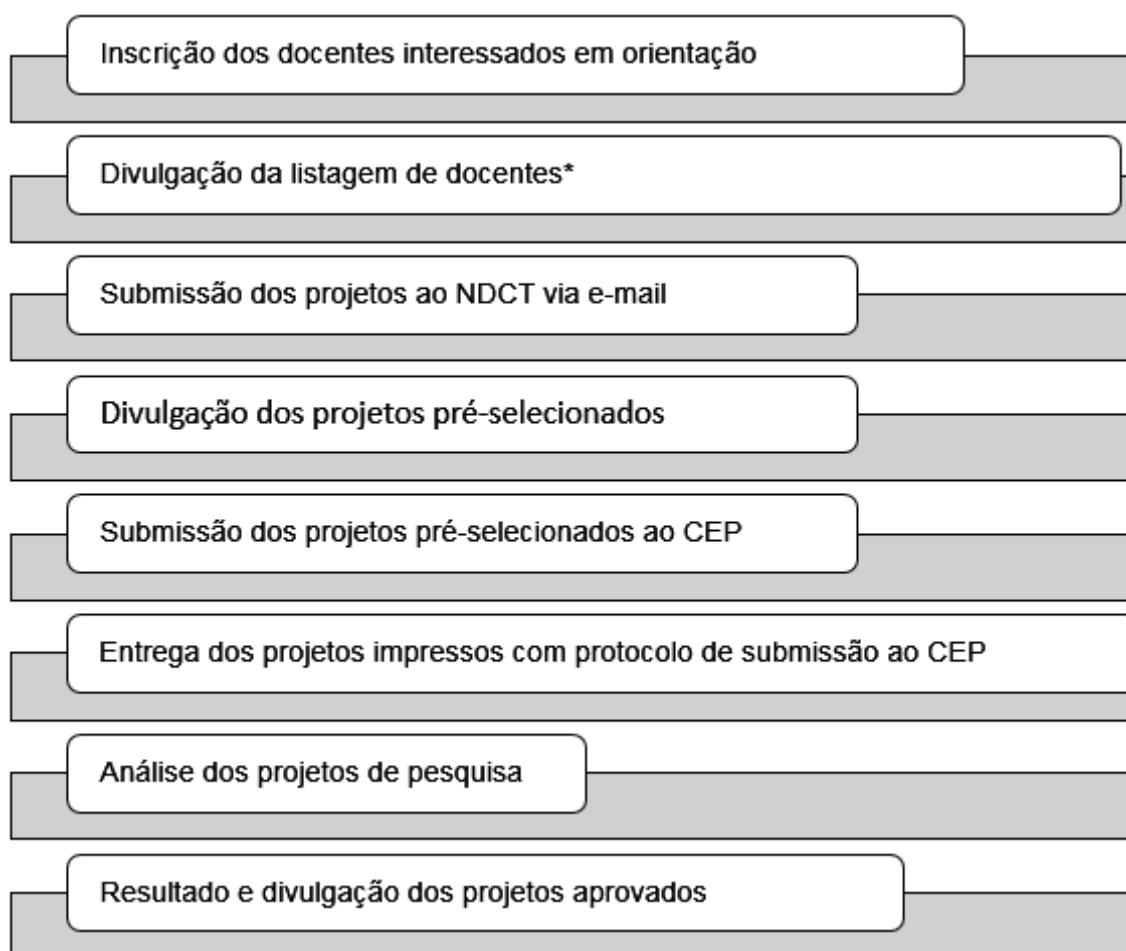 Inscrição dos docentes interessados em orientação
Divulgação da listagem de docentes*
Submissão dos projetos ao NDCT via e-mail
Divulgação dos projetos pré-selecionados
Submissão dos projetos pré-selecionados ao CEP
Entrega dos projetos impressos com protocolo de submissão ao CEP
Análise dos projetos de pesquisa
Resultado e divulgação dos projetos aprovados